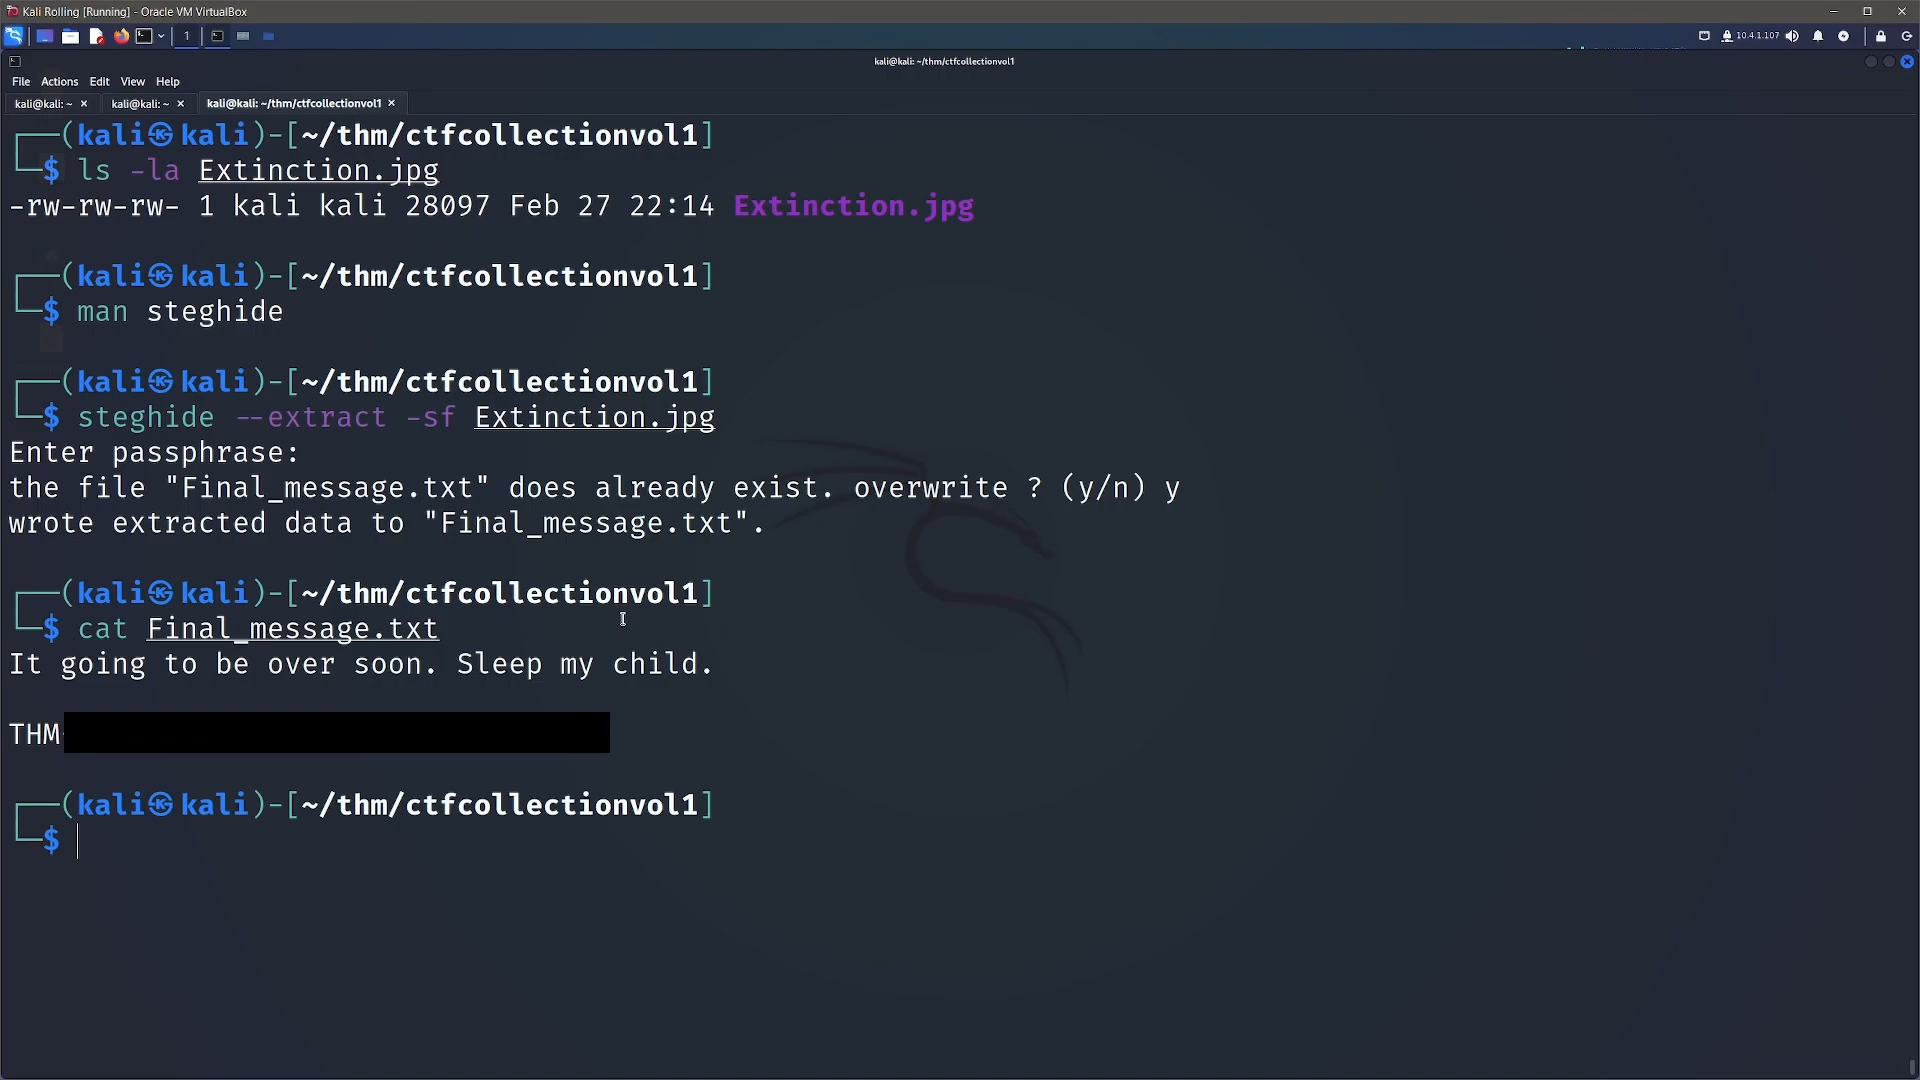 Kali Rolling [Running] - Oracle VM VirtualBox
1
10.4.1.107
kali@kali: ~/thm/ctfcollectionvol1
File Actions Edit View Help
kali@kali: ~ × kali@kali: ~ × kali@kali: ~/thm/ctfcollectionvol1 ×
┌──(kali㉿kali)-[~/thm/ctfcollectionvol1]
└─$ ls -la Extinction.jpg
-rw-rw-rw- 1 kali kali 28097 Feb 27 22:14 Extinction.jpg
┌──(kali㉿kali)-[~/thm/ctfcollectionvol1]
└─$ man steghide
┌──(kali㉿kali)-[~/thm/ctfcollectionvol1]
└─$ steghide --extract -sf Extinction.jpg
Enter passphrase:
the file "Final_message.txt" does already exist. overwrite ? (y/n) y
wrote extracted data to "Final_message.txt".
┌──(kali㉿kali)-[~/thm/ctfcollectionvol1]
└─$ cat Final_message.txt
It going to be over soon. Sleep my child.
THM
┌──(kali㉿kali)-[~/thm/ctfcollectionvol1]
└─$